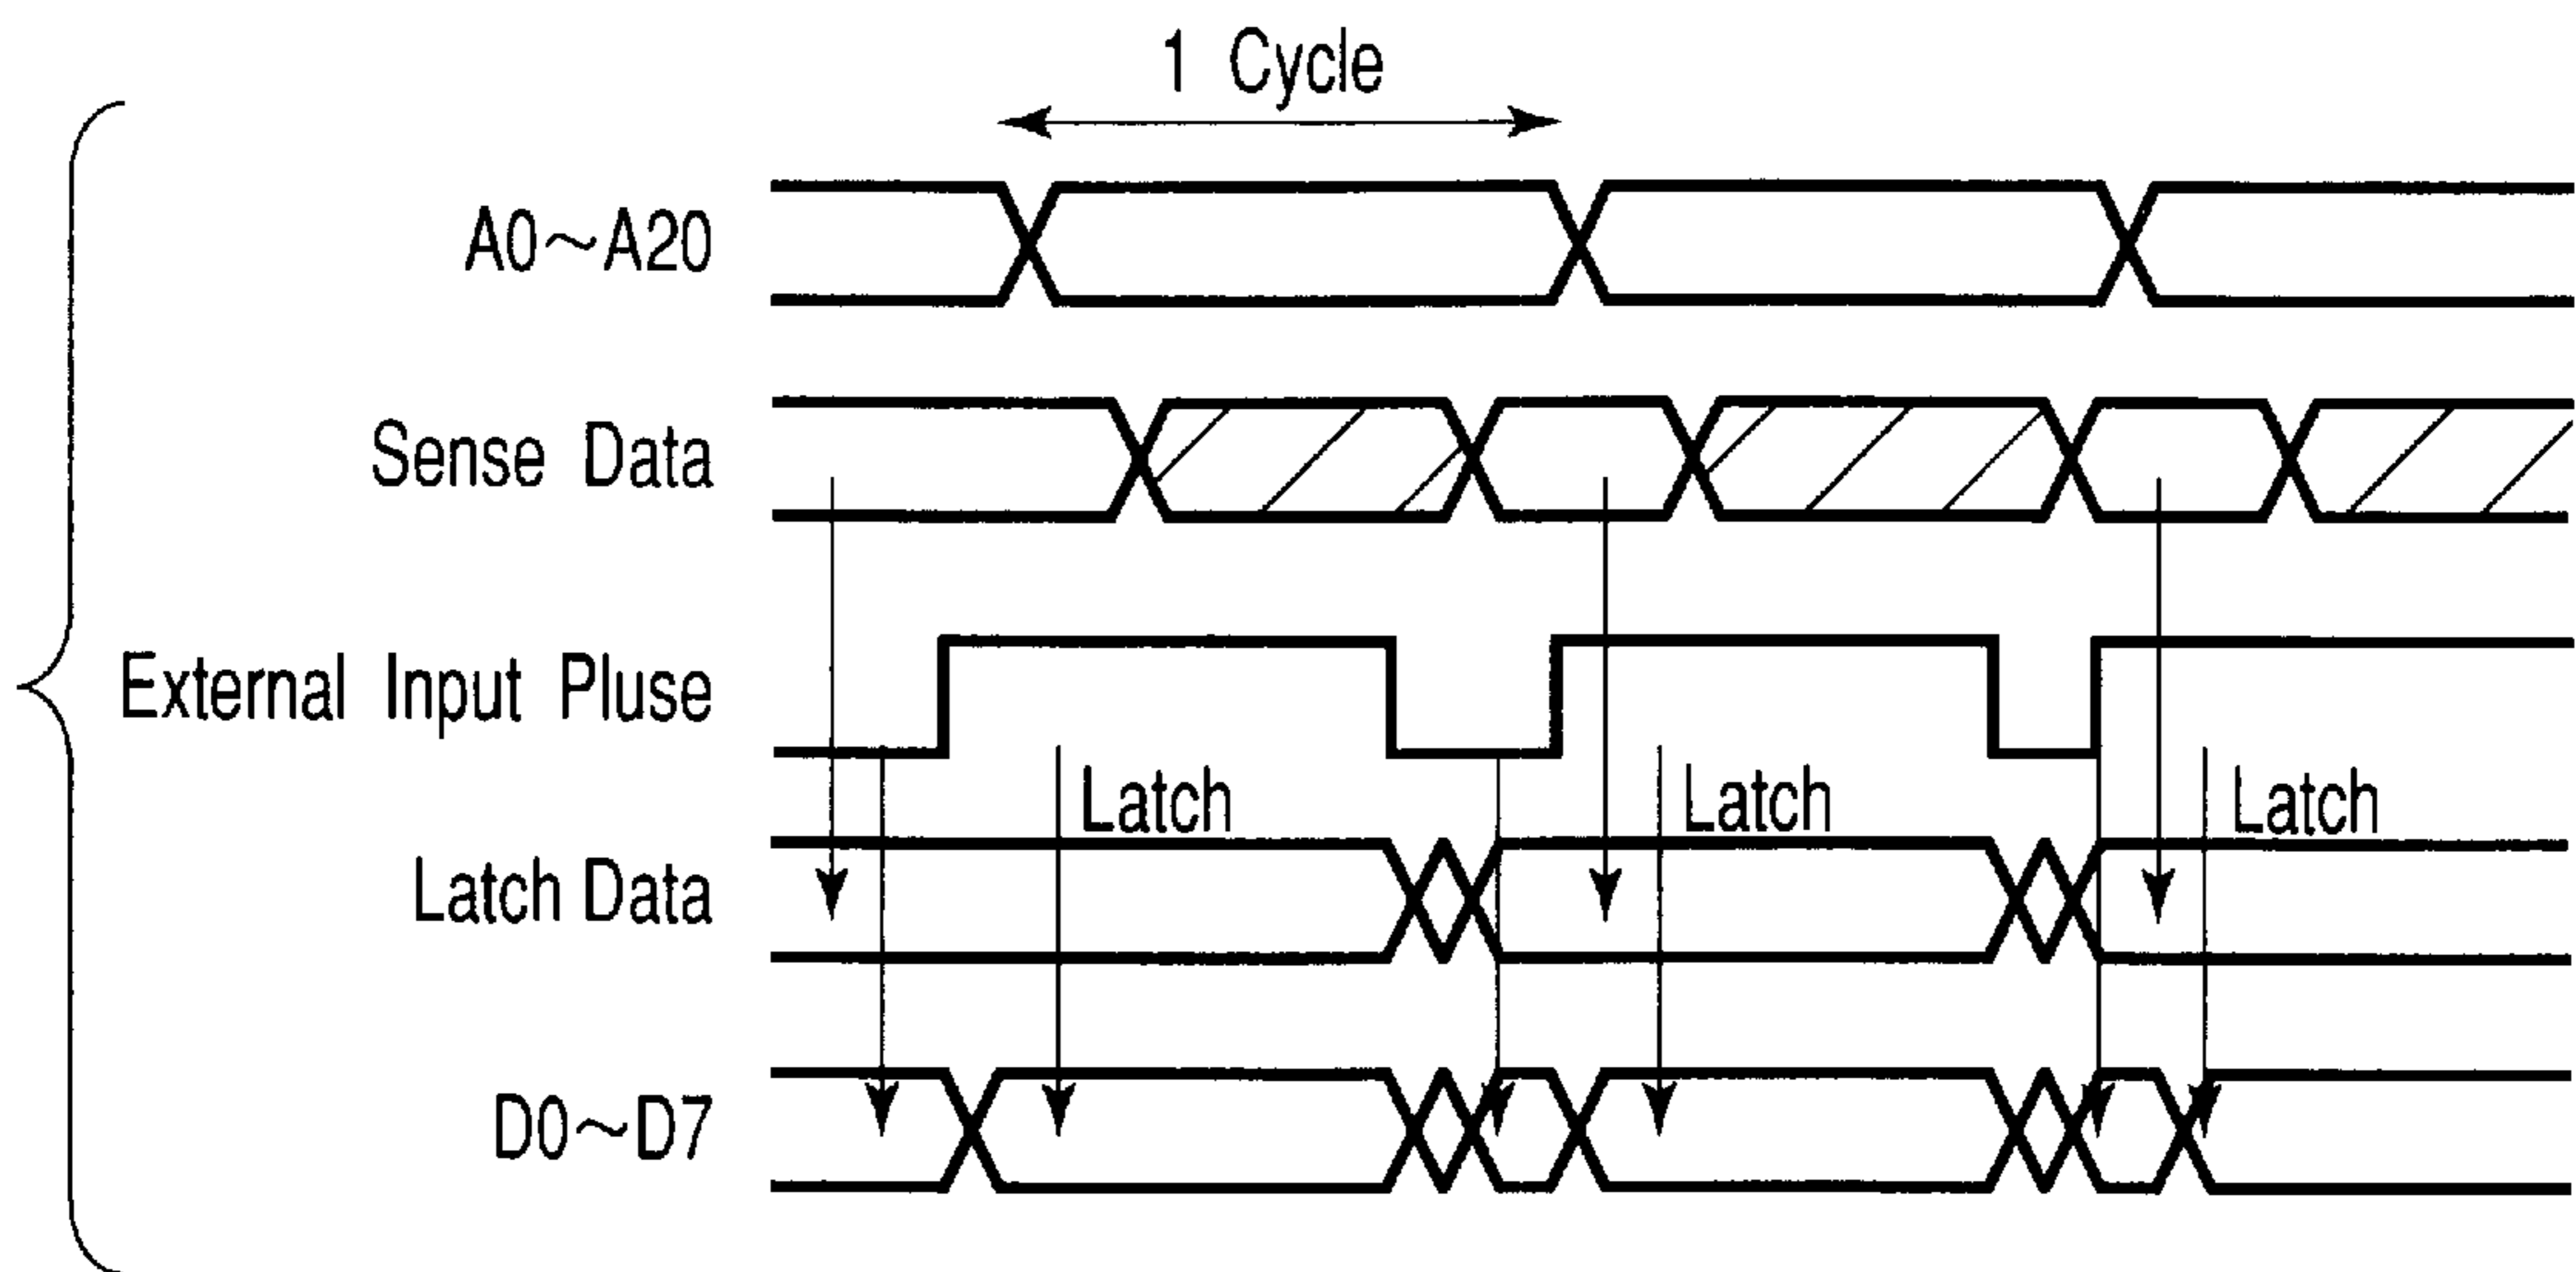 1 Cycle
A0~A20
Sense Data
External Input Pluse
Latch Latch Latch
Latch Data
D0~D7